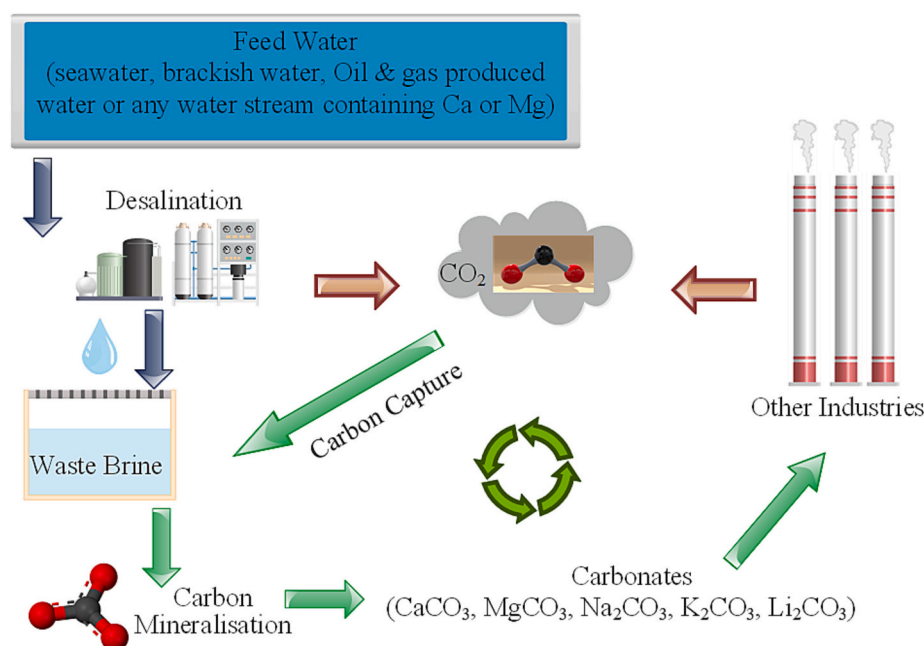 Feed Water
(seawater, brackish water, Oil & gas produced
water or any water stream containing Ca or Mg)
Desalination
CO₂
Carbon Capture
Other Industries
Waste Brine
Carbon
Mineralisation
Carbonates
(CaCO₃, MgCO₃, Na₂CO₃, K₂CO₃, Li₂CO₃)